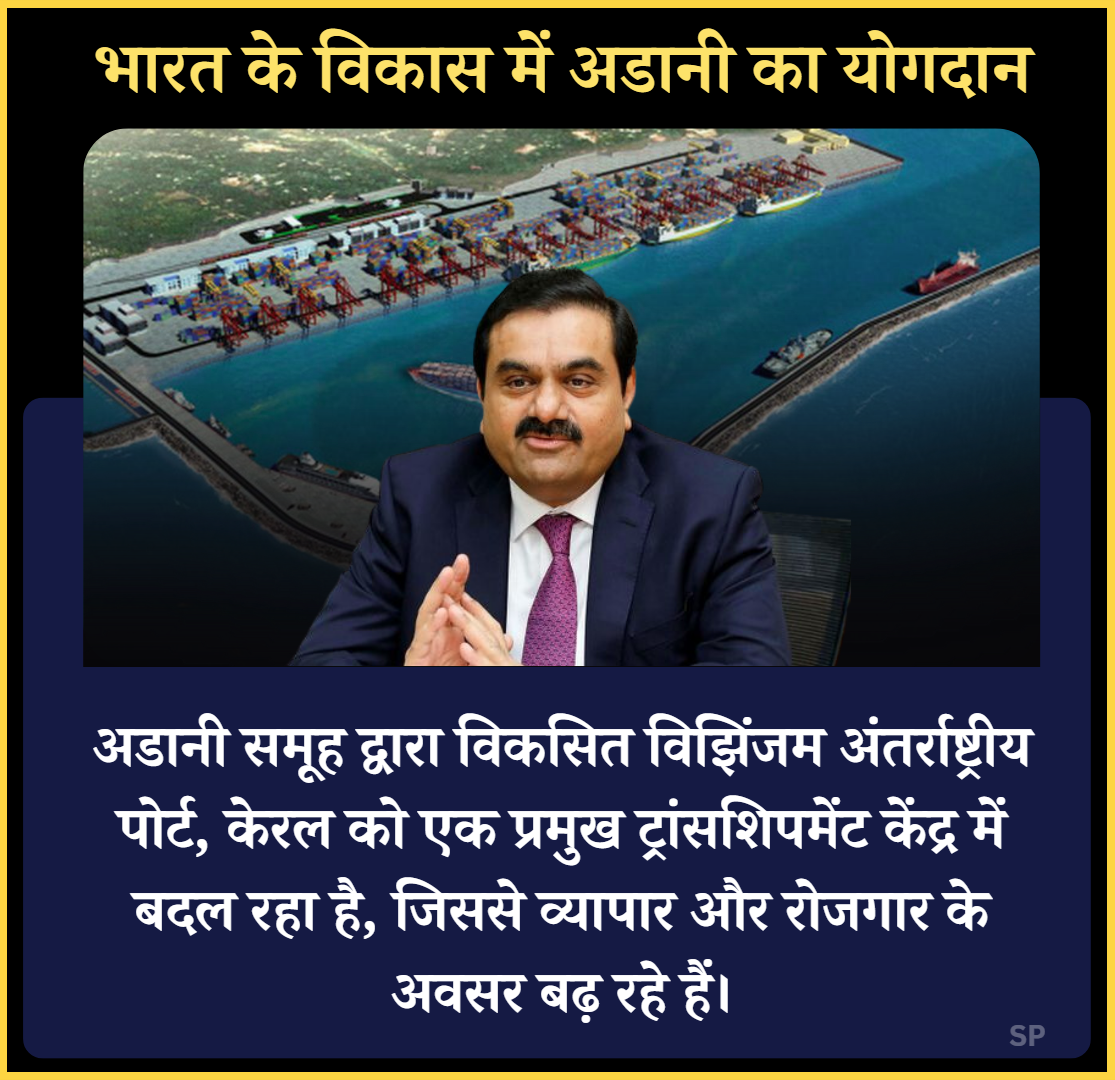 भारत के विकास में अडानी का योगदान
अडानी समूह द्वारा विकसित विझिंजम अंतर्राष्ट्रीय
पोर्ट, केरल को एक प्रमुख ट्रांसशिपमेंट केंद्र में
बदल रहा है, जिससे व्यापार और रोजगार के
अवसर बढ़ रहे हैं।
SP